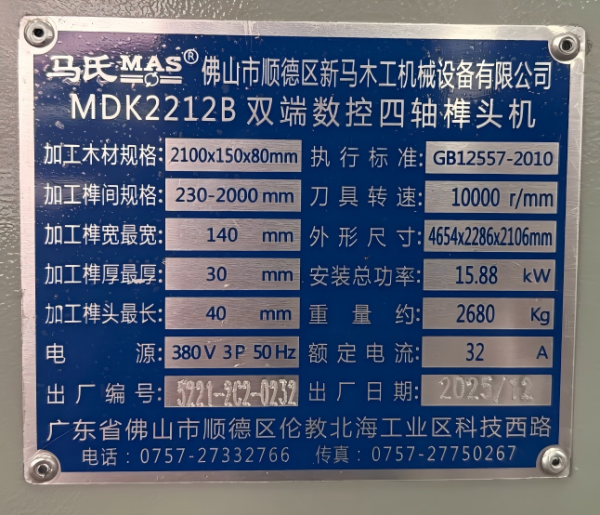 马氏 MAS® 佛山市顺德区新马木工机械设备有限公司
MDK2212B 双端数控四轴榫头机
加工木材规格: 2100x150x80mm 执行标准: GB12557-2010
加工榫间规格: 230-2000 mm 刀具转速: 10000 r/mm
加工榫宽最宽: 140 mm 外形尺寸: 4654x2286x2106mm
加工榫厚最厚: 30 mm 安装总功率: 15.88 kW
加工榫头最长: 40 mm 重量约: 2680 Kg
电源: 380V 3P 50Hz 额定电流: 32 A
出厂编号: 5221-2C2-0232 出厂日期: 2025/12
广东省佛山市顺德区伦教北海工业区科技西路
电话: 0757-27332766 传真: 0757-27750267